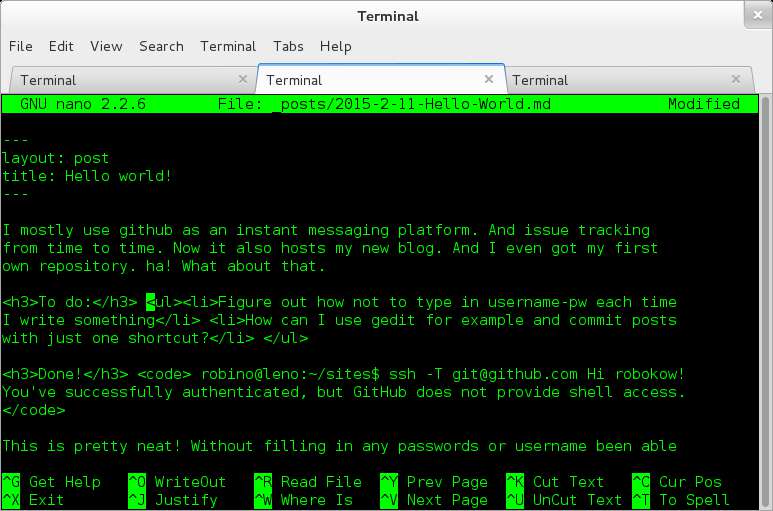 Terminal
File Edit View Search Terminal Tabs Help
Terminal Terminal Terminal
GNU nano 2.2.6 File: _posts/2015-2-11-Hello-World.md Modified
---
layout: post
title: Hello world!
---
I mostly use github as an instant messaging platform. And issue tracking
from time to time. Now it also hosts my new blog. And I even got my first
own repository. ha! What about that.
<h3>To do:</h3> <ul><li>Figure out how not to type in username-pw each time
I write something</li> <li>How can I use gedit for example and commit posts
with just one shortcut?</li> </ul>
<h3>Done!</h3> <code> robino@leno:~/sites$ ssh -T git@github.com Hi robokow!
You've successfully authenticated, but GitHub does not provide shell access.
</code>
This is pretty neat! Without filling in any passwords or username been able
^G Get Help ^O WriteOut ^R Read File ^Y Prev Page ^K Cut Text ^C Cur Pos
^X Exit ^J Justify ^W Where Is ^V Next Page ^U UnCut Text ^T To Spell